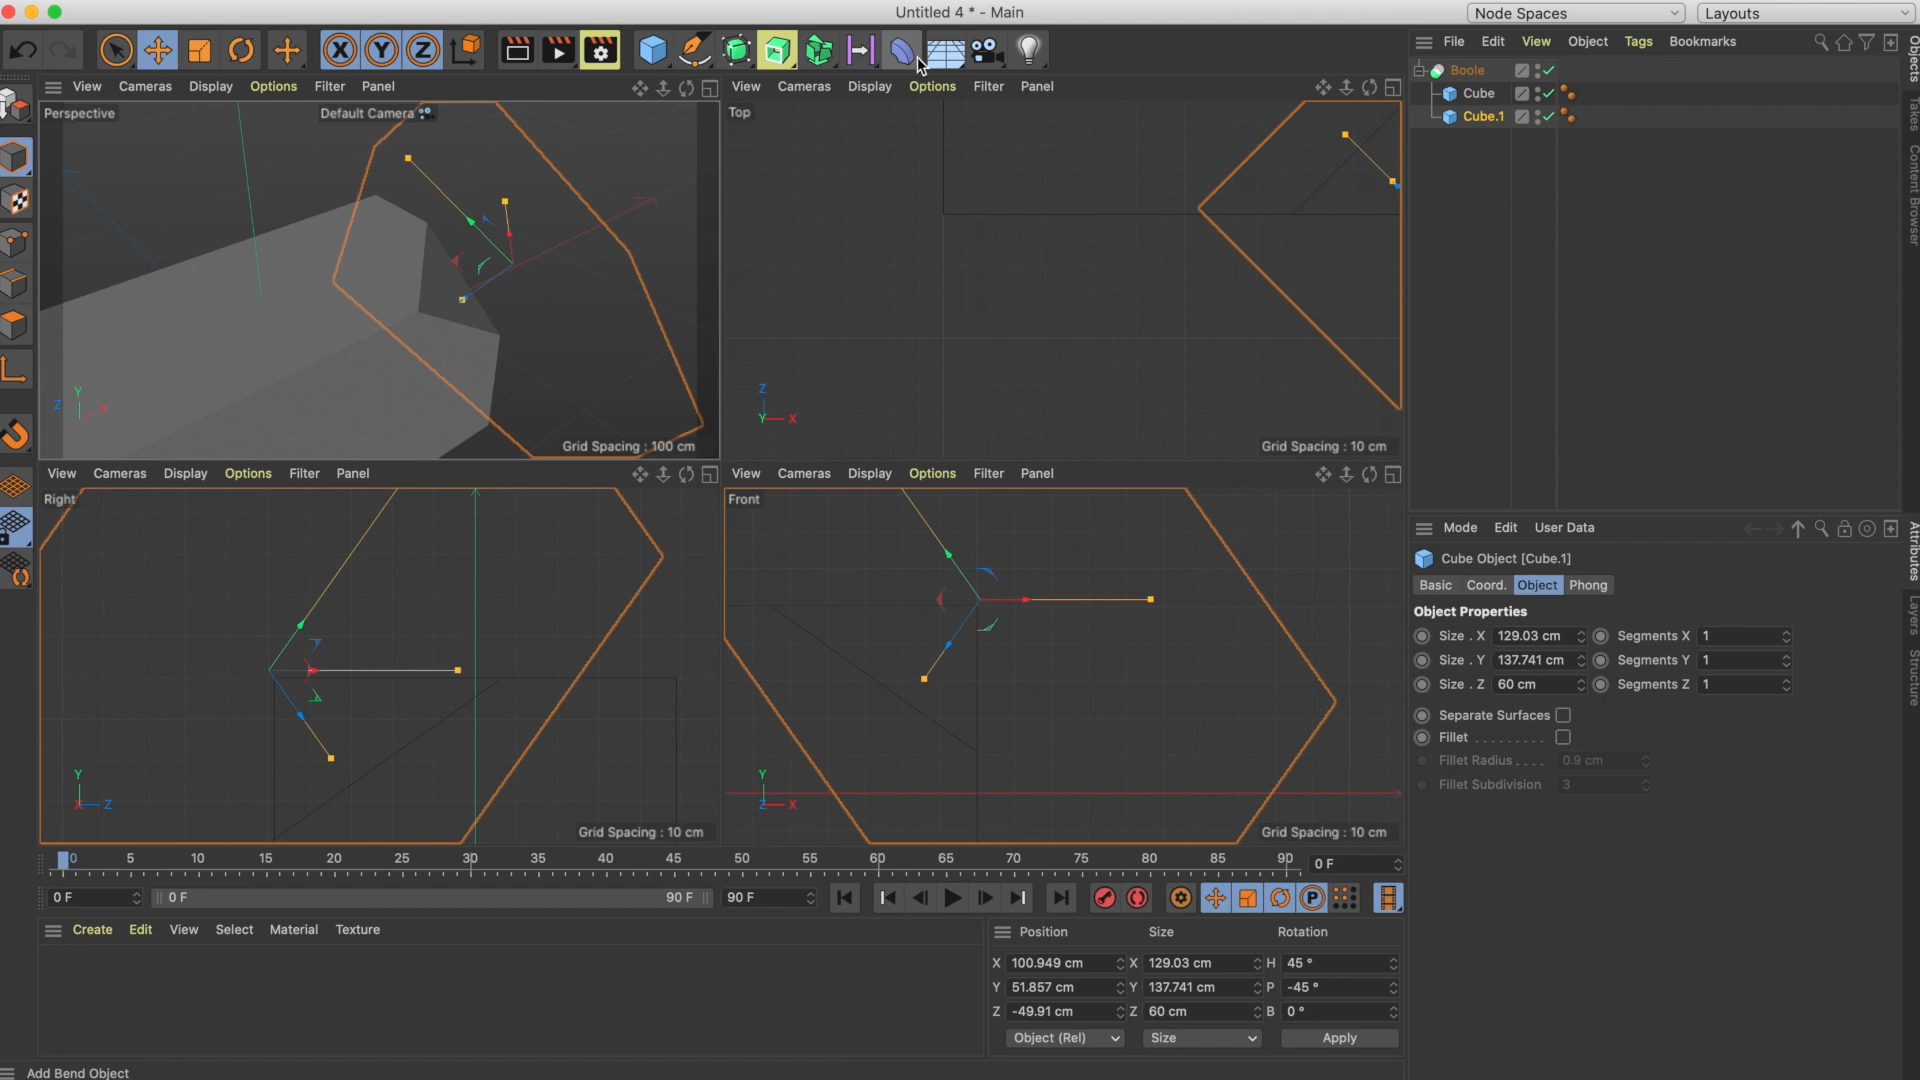 Untitled 4 * - Main
Node Spaces
Layouts
X Y Z
File Edit View Object Tags Bookmarks
Boole
Cube
Cube.1
Objects
Takes
Content Browser
View Cameras Display Options Filter Panel
Perspective
Default Camera
Y
Z X
Grid Spacing : 100 cm
View Cameras Display Options Filter Panel
Top
Z
Y X
Grid Spacing : 10 cm
View Cameras Display Options Filter Panel
Right
Y
X Z
Grid Spacing : 10 cm
View Cameras Display Options Filter Panel
Front
Y
Z X
Grid Spacing : 10 cm
Mode Edit User Data
Cube Object [Cube.1]
Basic Coord. Object Phong
Object Properties
Size . X 129.03 cm Segments X 1
Size . Y 137.741 cm Segments Y 1
Size . Z 60 cm Segments Z 1
Separate Surfaces
Fillet . . . . . . . . .
Fillet Radius . . . . 0.9 cm
Fillet Subdivision 3
Attributes
Layers
Structure
0 5 10 15 20 25 30 35 40 45 50 55 60 65 70 75 80 85 90
0 F
0 F 0 F 90 F 90 F
P
Create Edit View Select Material Texture
Position Size Rotation
X 100.949 cm X 129.03 cm H 45 °
Y 51.857 cm Y 137.741 cm P -45 °
Z -49.91 cm Z 60 cm B 0 °
Object (Rel) Size Apply
Add Bend Object